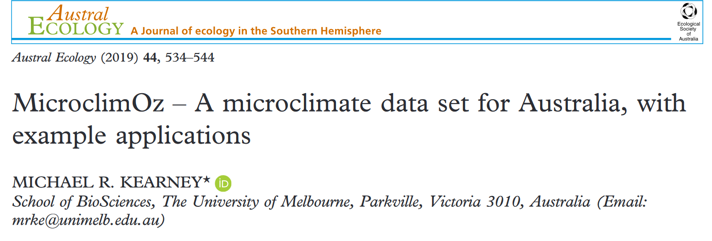 Austral
ECOLOGY A Journal of ecology in the Southern Hemisphere
Ecological
Society
of
Australia
Austral Ecology (2019) 44, 534–544
MicroclimOz – A microclimate data set for Australia, with
example applications
MICHAEL R. KEARNEY* iD
School of BioSciences, The University of Melbourne, Parkville, Victoria 3010, Australia (Email:
mrke@unimelb.edu.au)